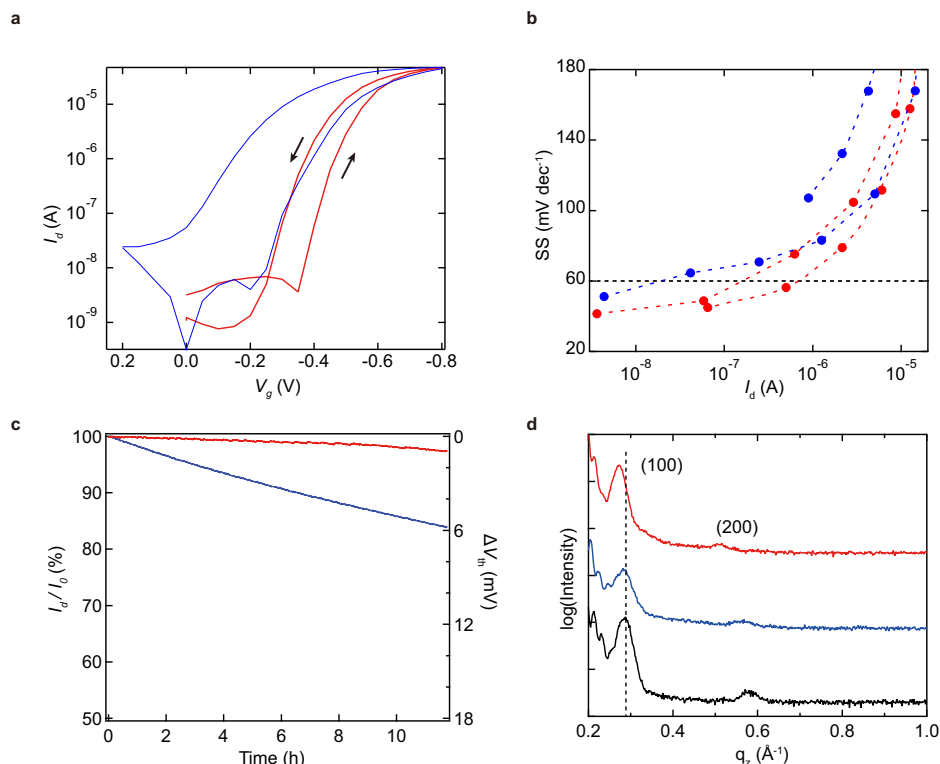 a
I_d (A)
10^-5
10^-6
10^-7
10^-8
10^-9
0.2 0.0 -0.2 -0.4 -0.6 -0.8
V_g (V)
b
SS (mV dec^-1)
180
140
100
60
20
10^-8 10^-7 10^-6 10^-5
I_d (A)
c
I_d / I_0 (%)
100
90
80
70
60
50
0 2 4 6 8 10
Time (h)
0
6
12
18
ΔV_th (mV)
d
log(Intensity)
(100)
(200)
0.2 0.4 0.6 0.8 1.0
q_z (Å^-1)